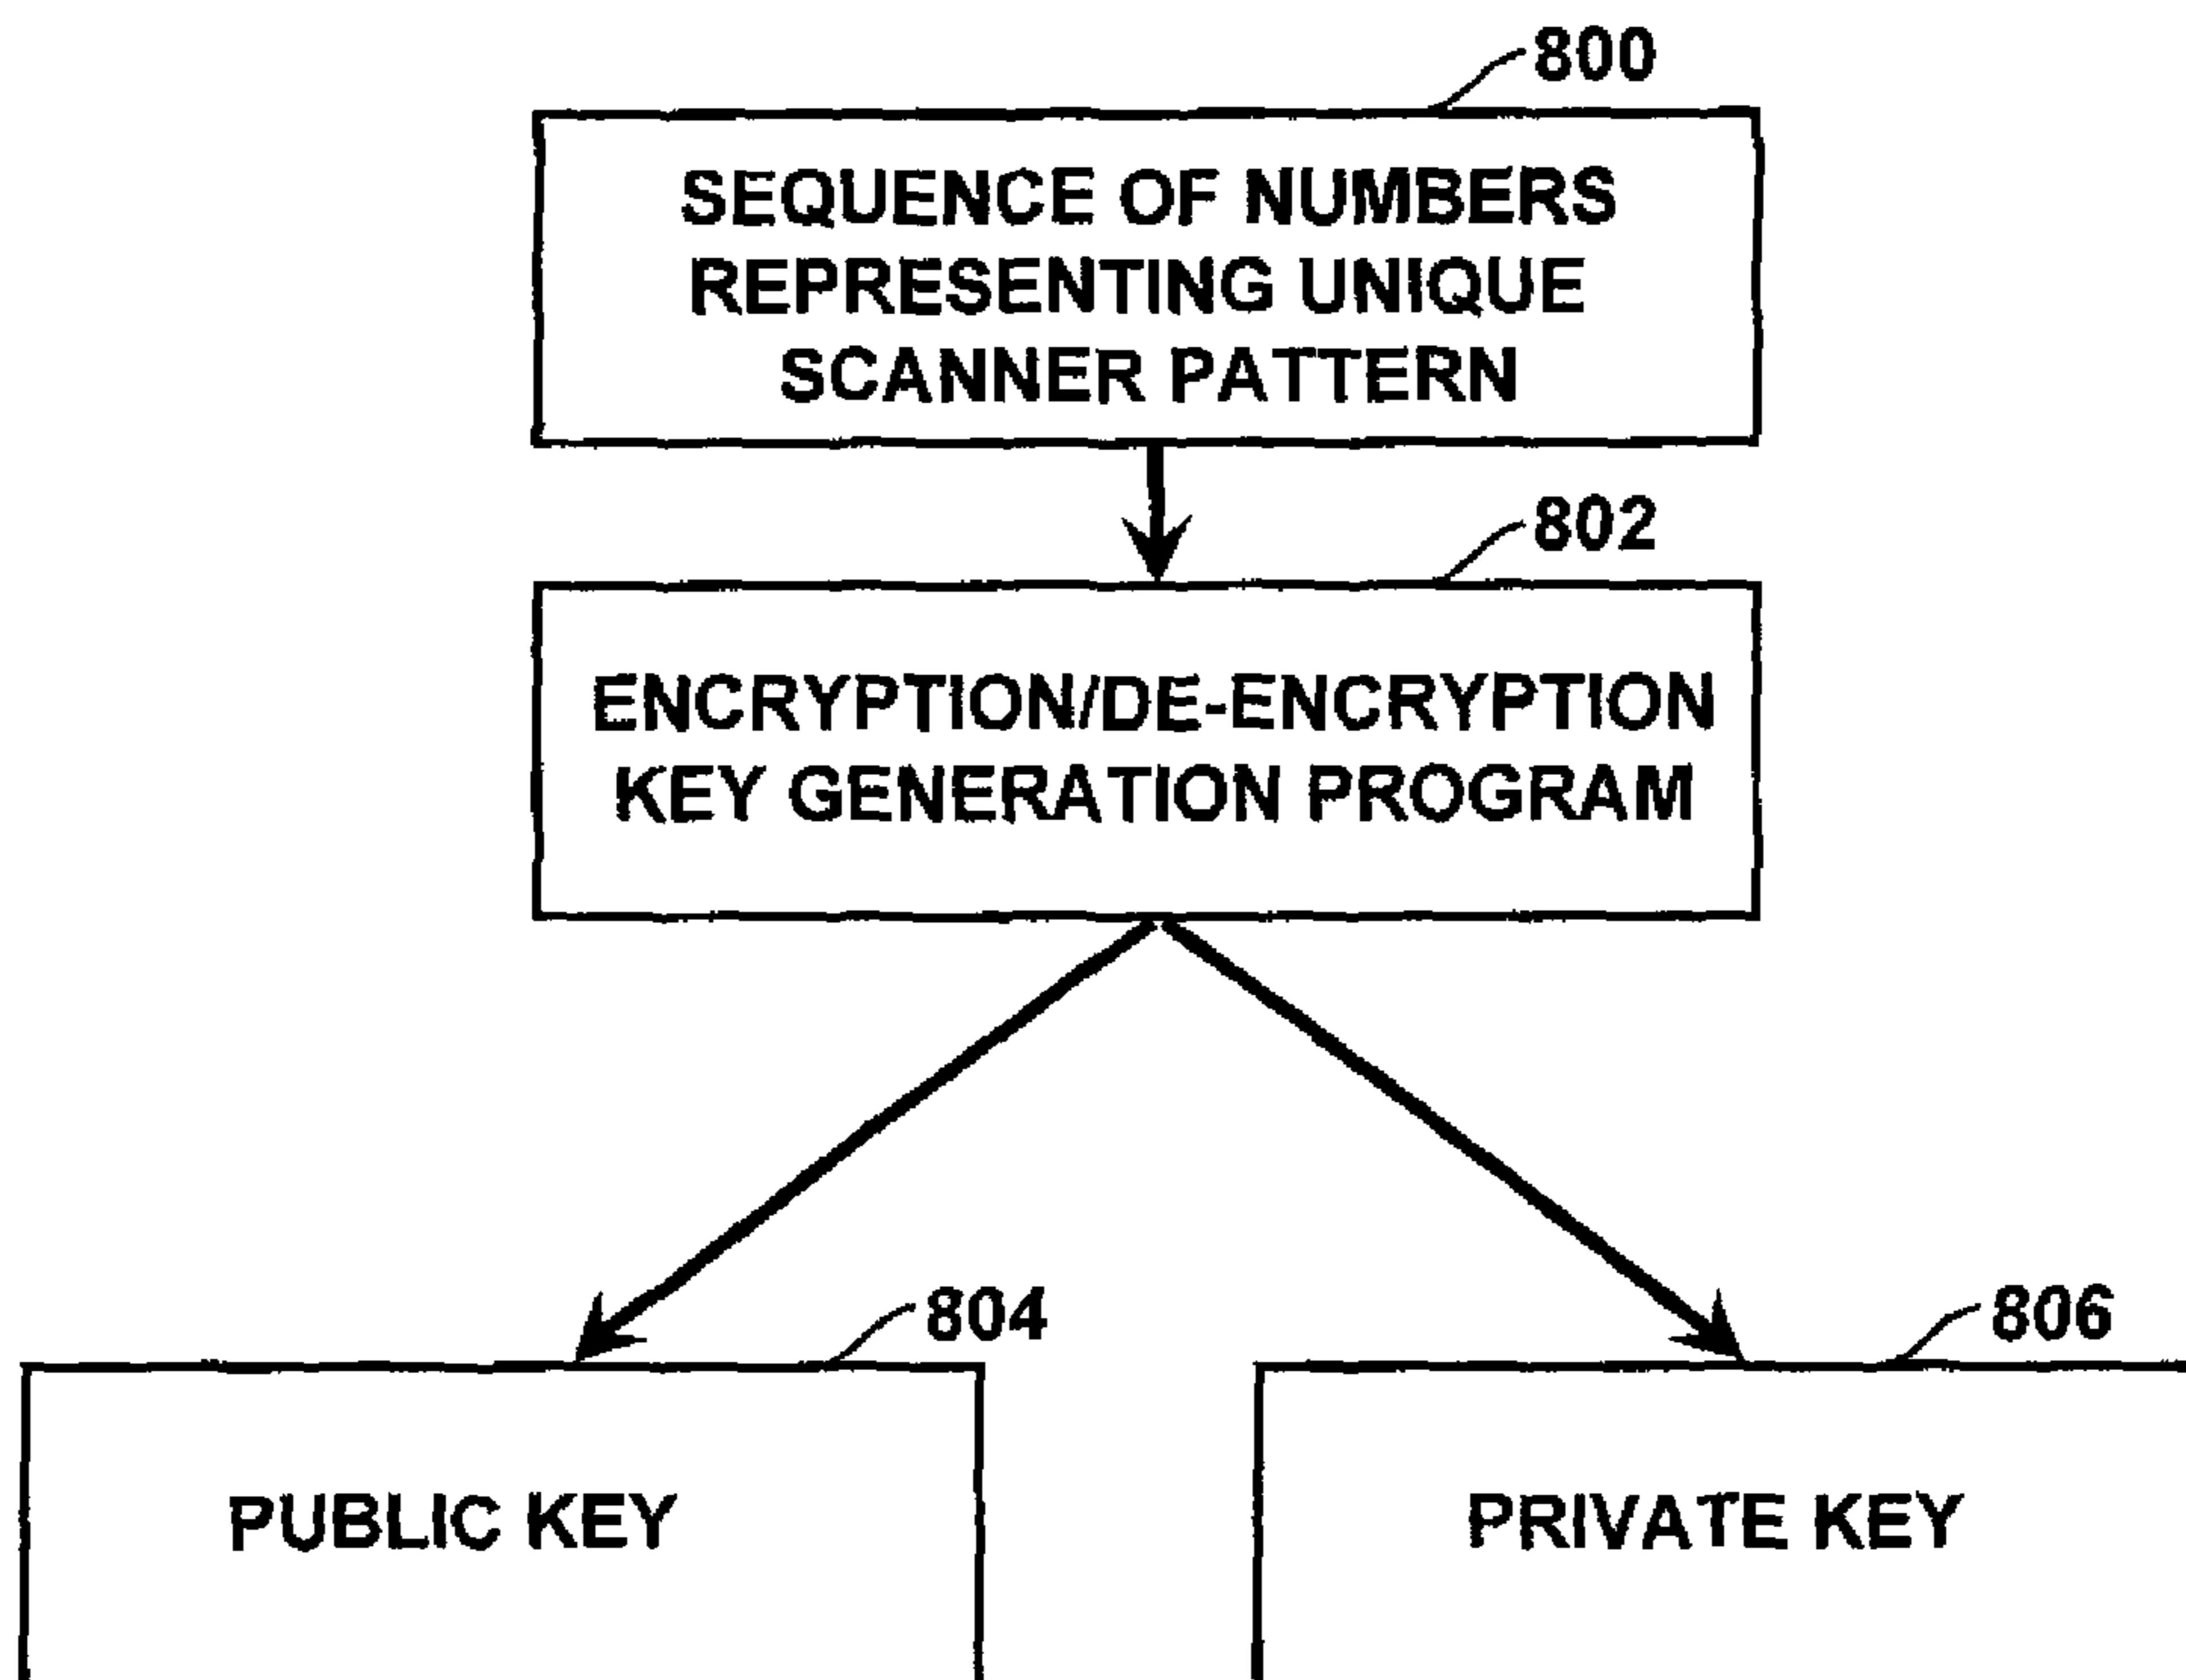 800
SEQUENCE OF NUMBERS
REPRESENTING UNIQUE
SCANNER PATTERN
802
ENCRYPTION/DE-ENCRYPTION
KEY GENERATION PROGRAM
804
806
PUBLIC KEY
PRIVATE KEY